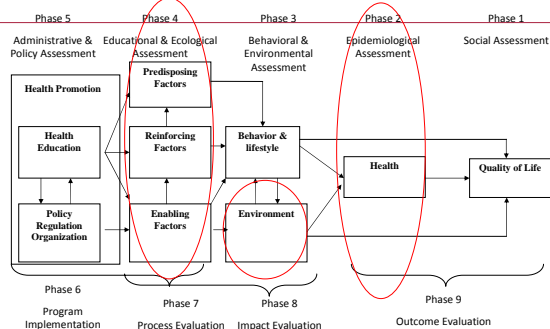 Phase 5
Phase 4
Phase 3
Phase 2
Phase 1
Administrative &
Policy Assessment
Educational & Ecological
Assessment
Behavioral &
Environmental
Assessment
Epidemiological
Assessment
Social Assessment
Health Promotion
Predisposing
Factors
Health
Education
Reinforcing
Factors
Behavior &
lifestyle
Health
Quality of Life
Policy
Regulation
Organization
Enabling
Factors
Environment
Phase 6
Program
Implementation
Phase 7
Process Evaluation
Phase 8
Impact Evaluation
Phase 9
Outcome Evaluation